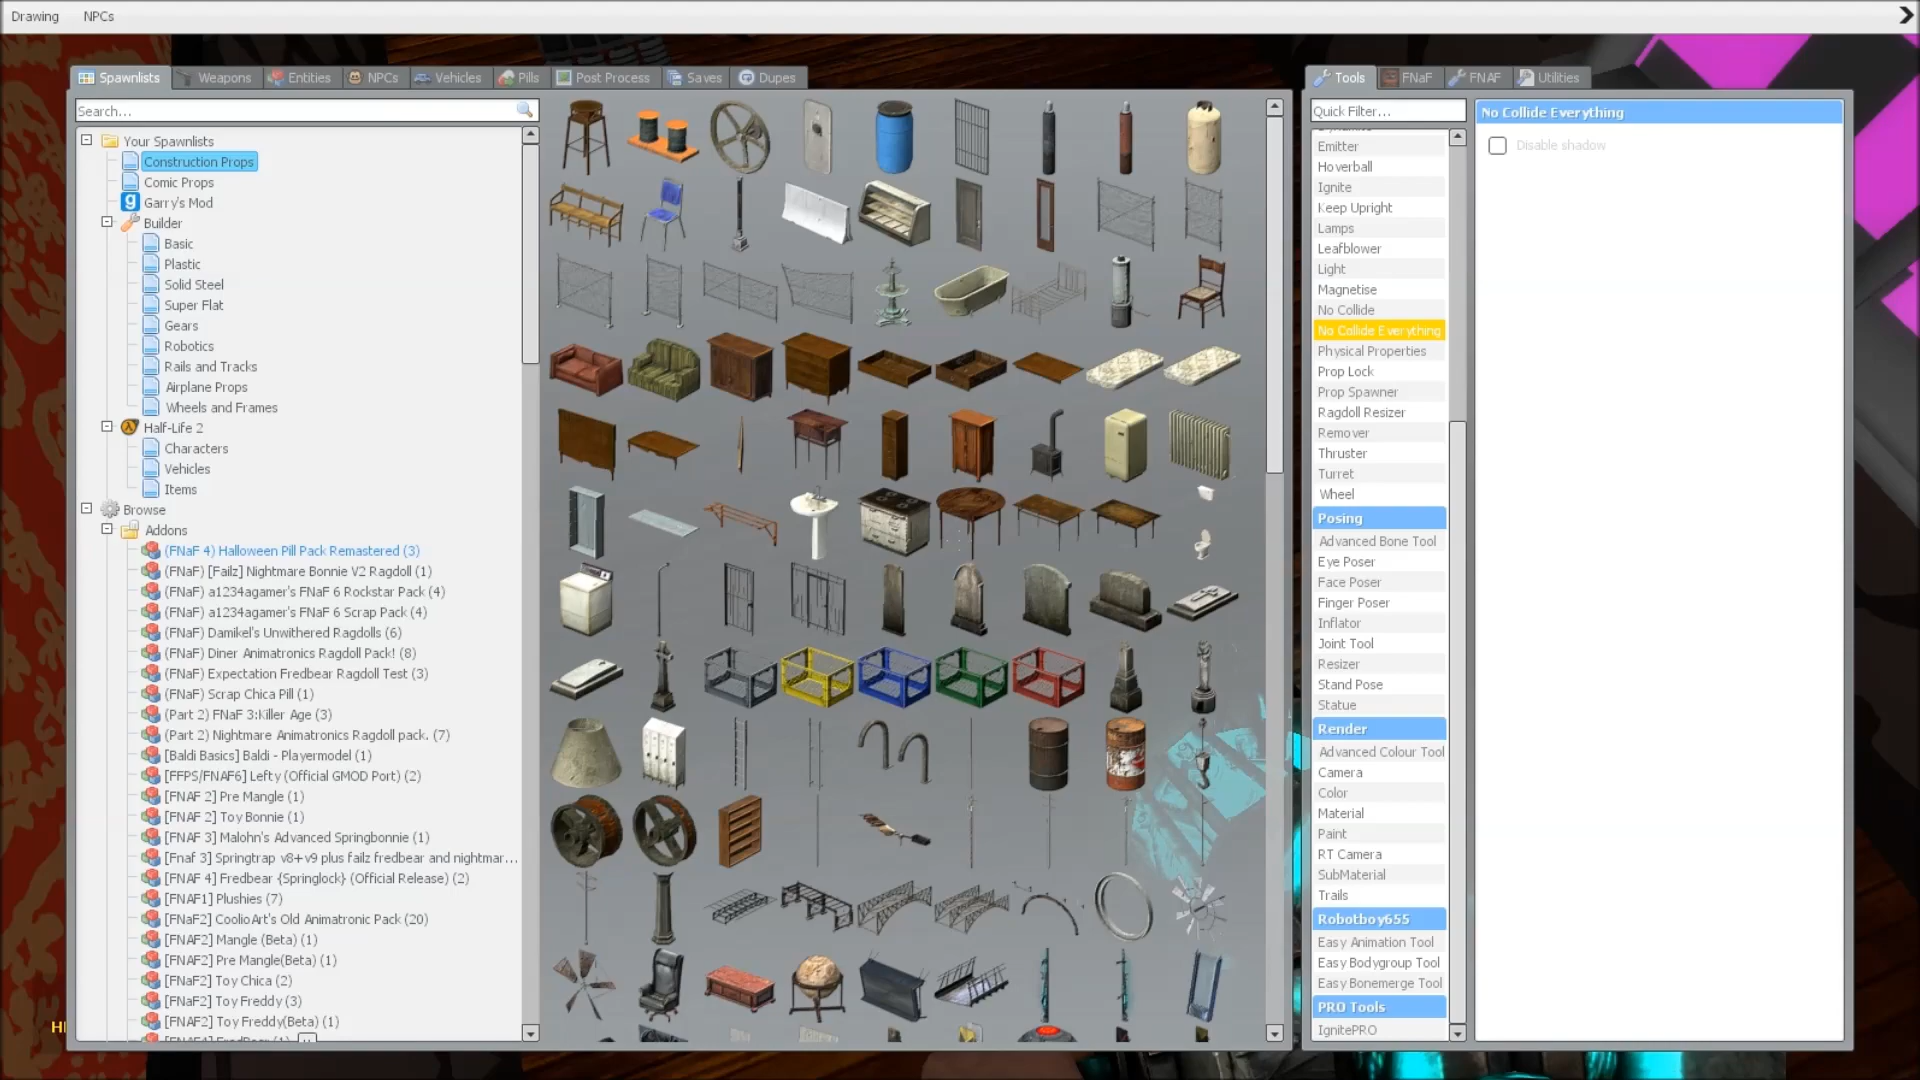 Drawing NPCs
Spawnlists Weapons Entities NPCs Vehicles Pills Post Process Saves Dupes
Search...
Your Spawnlists
Construction Props
Comic Props
Garry's Mod
Builder
Basic
Plastic
Solid Steel
Super Flat
Gears
Robotics
Rails and Tracks
Airplane Props
Wheels and Frames
Half-Life 2
Characters
Vehicles
Items
Browse
Addons
(FNaF 4) Halloween Pill Pack Remastered (3)
(FNaF) [Failz] Nightmare Bonnie V2 Ragdoll (1)
(FNaF) a1234agamer's FNaF 6 Rockstar Pack (4)
(FNaF) a1234agamer's FNaF 6 Scrap Pack (4)
(FNaF) Damikel's Unwithered Ragdolls (6)
(FNaF) Diner Animatronics Ragdoll Pack! (8)
(FNaF) Expectation Fredbear Ragdoll Test (3)
(FNaF) Scrap Chica Pill (1)
(Part 2) FNaF 3:Killer Age (3)
(Part 2) Nightmare Animatronics Ragdoll pack. (7)
[Baldi Basics] Baldi - Playermodel (1)
[FFPS/FNAF6] Lefty (Official GMOD Port) (2)
[FNAF 2] Pre Mangle (1)
[FNAF 2] Toy Bonnie (1)
[FNAF 3] Malohn's Advanced Springbonnie (1)
[Fnaf 3] Springtrap v8+v9 plus failz fredbear and nightmar...
[FNAF 4] Fredbear {Springlock} (Official Release) (2)
[FNAF1] Plushies (7)
[FNAF2] CoolioArt's Old Animatronic Pack (20)
[FNAF2] Mangle (Beta) (1)
[FNAF2] Pre Mangle(Beta) (1)
[FNaF2] Toy Chica (2)
[FNaF2] Toy Freddy (3)
[FNAF2] Toy Freddy(Beta) (1)
Tools FNaF FNAF Utilities
Quick Filter...
Emitter
Hoverball
Ignite
Keep Upright
Lamps
Leafblower
Light
Magnetise
No Collide
No Collide Everything
Physical Properties
Prop Lock
Prop Spawner
Ragdoll Resizer
Remover
Thruster
Turret
Wheel
Posing
Advanced Bone Tool
Eye Poser
Face Poser
Finger Poser
Inflator
Joint Tool
Resizer
Stand Pose
Statue
Render
Advanced Colour Tool
Camera
Color
Material
Paint
RT Camera
SubMaterial
Trails
Robotboy655
Easy Animation Tool
Easy Bodygroup Tool
Easy Bonemerge Tool
PRO Tools
IgnitePRO
No Collide Everything
Disable shadow